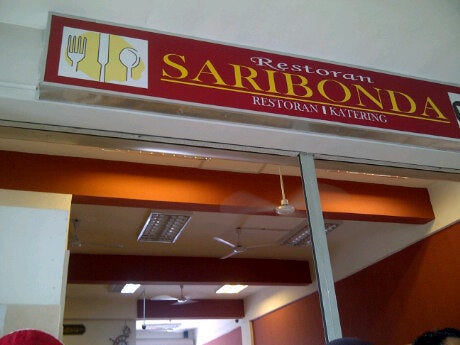 Restoran
SARIBONDA
RESTORAN I KATERING